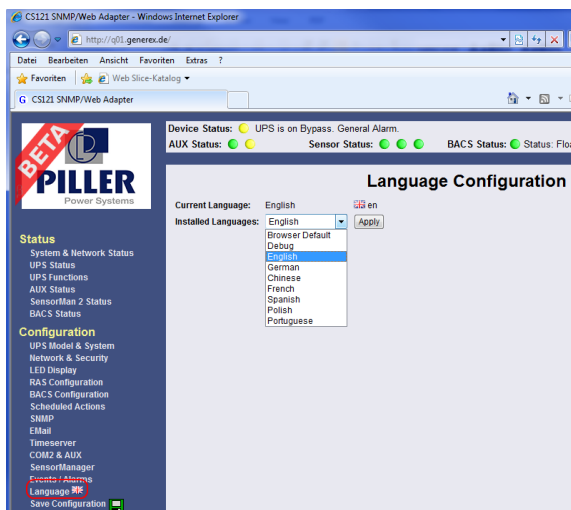 CS121 SNMP/Web Adapter - Windows Internet Explorer
http://q01.generex.de/
Datei Bearbeiten Ansicht Favoriten Extras ?
Favoriten Web Slice-Katalog
G CS121 SNMP/Web Adapter
BETA
PILLER
Power Systems
Device Status: UPS is on Bypass. General Alarm.
AUX Status: Sensor Status: BACS Status: Status: Floa
Language Configuration
Current Language: English en
Installed Languages: English Apply
Browser Default
Debug
English
German
Chinese
French
Spanish
Polish
Portuguese
Status
System & Network Status
UPS Status
UPS Functions
AUX Status
SensorMan 2 Status
BACS Status
Configuration
UPS Model & System
Network & Security
LED Display
RAS Configuration
BACS Configuration
Scheduled Actions
SNMP
EMail
Timeserver
COM2 & AUX
SensorManager
Events / Alarms
Language
Save Configuration